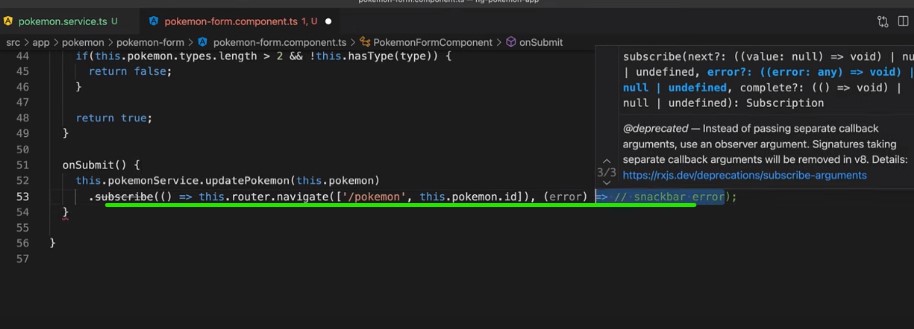 pokemon-form.component.ts — ng-pokemon-app
pokemon.service.ts U
pokemon-form.component.ts 1, U
src > app > pokemon > pokemon-form > pokemon-form.component.ts > PokemonFormComponent > onSubmit
44 if(this.pokemon.types.length > 2 && !this.hasType(type)) {
45 return false;
46 }
47
48 return true;
49 }
50
51 onSubmit() {
52 this.pokemonService.updatePokemon(this.pokemon)
53 .subscribe(() => this.router.navigate(['/pokemon', this.pokemon.id]), (error) => // snackbar error);
54 }
55
56 }
57
subscribe(next?: ((value: null) => void) | nu
| undefined, error?: ((error: any) => void) |
null | undefined, complete?: (() => void) |
null | undefined): Subscription
@deprecated — Instead of passing separate callback
arguments, use an observer argument. Signatures taking
separate callback arguments will be removed in v8. Details:
https://rxjs.dev/deprecations/subscribe-arguments
3/3